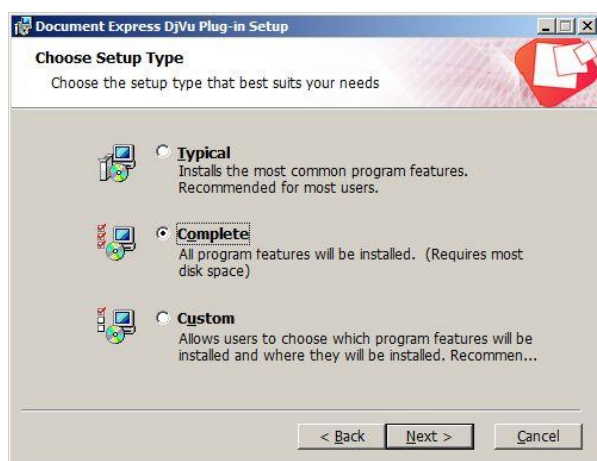 Document Express DjVu Plug-in Setup
Choose Setup Type
Choose the setup type that best suits your needs
Typical
Installs the most common program features.
Recommended for most users.
Complete
All program features will be installed. (Requires most
disk space)
Custom
Allows users to choose which program features will be
installed and where they will be installed. Recommen...
< Back
Next >
Cancel